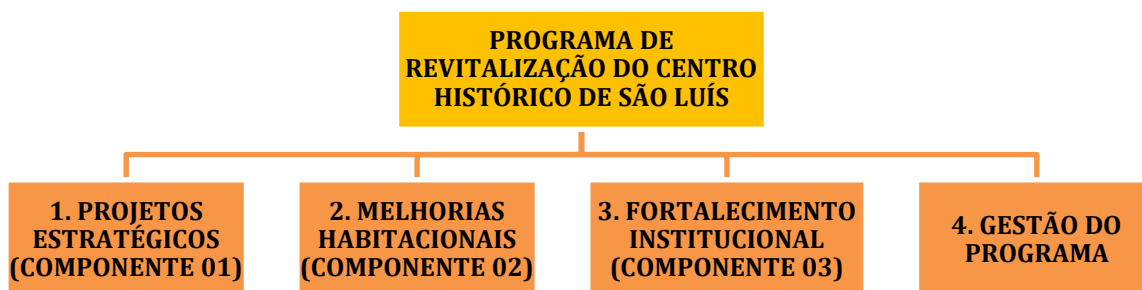 PROGRAMA DE
REVITALIZAÇÃO DO CENTRO
HISTÓRICO DE SÃO LUÍS
1. PROJETOS
ESTRATÉGICOS
(COMPONENTE 01)
2. MELHORIAS
HABITACIONAIS
(COMPONENTE 02)
3. FORTALECIMENTO
INSTITUCIONAL
(COMPONENTE 03)
4. GESTÃO DO
PROGRAMA